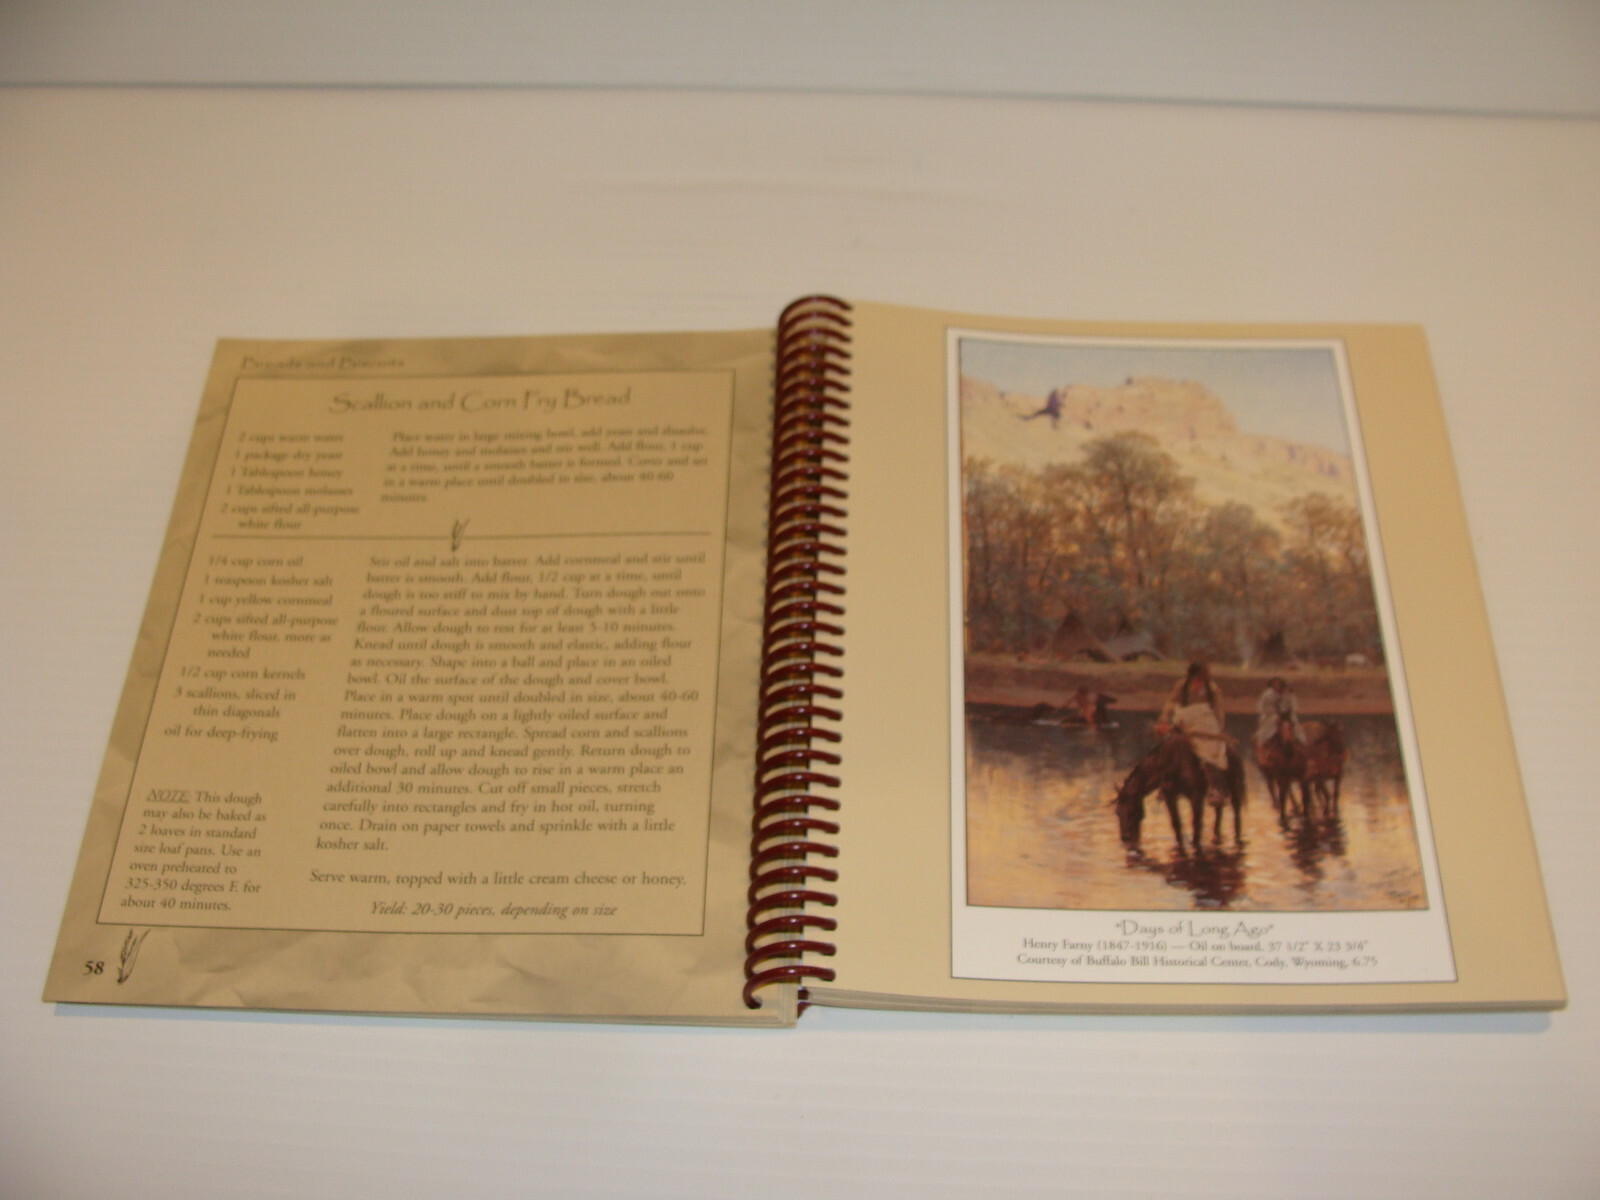 Breads and Biscuits
Scallion and Corn Fry Bread
2 cups warm water
1 package dry yeast
1 Tablespoon honey
1 Tablespoon molasses
2 cups sifted all-purpose
white flour
Place water in large mixing bowl, add yeast and dissolve.
Add honey and molasses and stir well. Add flour, 1 cup
at a time, until a smooth batter is formed. Cover and set
in a warm place until doubled in size, about 40-60
minutes.
1/4 cup corn oil
1 teaspoon kosher salt
1 cup yellow cornmeal
2 cups sifted all-purpose
white flour, more as
needed
1/2 cup corn kernels
3 scallions, sliced in
thin diagonals
oil for deep-frying
Stir oil and salt into batter. Add cornmeal and stir until
batter is smooth. Add flour, 1/2 cup at a time, until
dough is too stiff to mix by hand. Turn dough out onto
a floured surface and dust top of dough with a little
flour. Allow dough to rest for at least 5-10 minutes.
Knead until dough is smooth and elastic, adding flour
as necessary. Shape into a ball and place in an oiled
bowl. Oil the surface of the dough and cover bowl.
Place in a warm spot until doubled in size, about 40-60
minutes. Place dough on a lightly oiled surface and
flatten into a large rectangle. Spread corn and scallions
over dough, roll up and knead gently. Return dough to
oiled bowl and allow dough to rise in a warm place an
additional 30 minutes. Cut off small pieces, stretch
carefully into rectangles and fry in hot oil, turning
once. Drain on paper towels and sprinkle with a little
kosher salt.
NOTE: This dough
may also be baked as
2 loaves in standard
size loaf pans. Use an
oven preheated to
325-350 degrees F. for
about 40 minutes.
Serve warm, topped with a little cream cheese or honey.
Yield: 20-30 pieces, depending on size
58
"Days of Long Ago"
Henry Farny (1847-1916) — Oil on board, 37 1/2" X 23 3/4"
Courtesy of Buffalo Bill Historical Center, Cody, Wyoming, 6.75